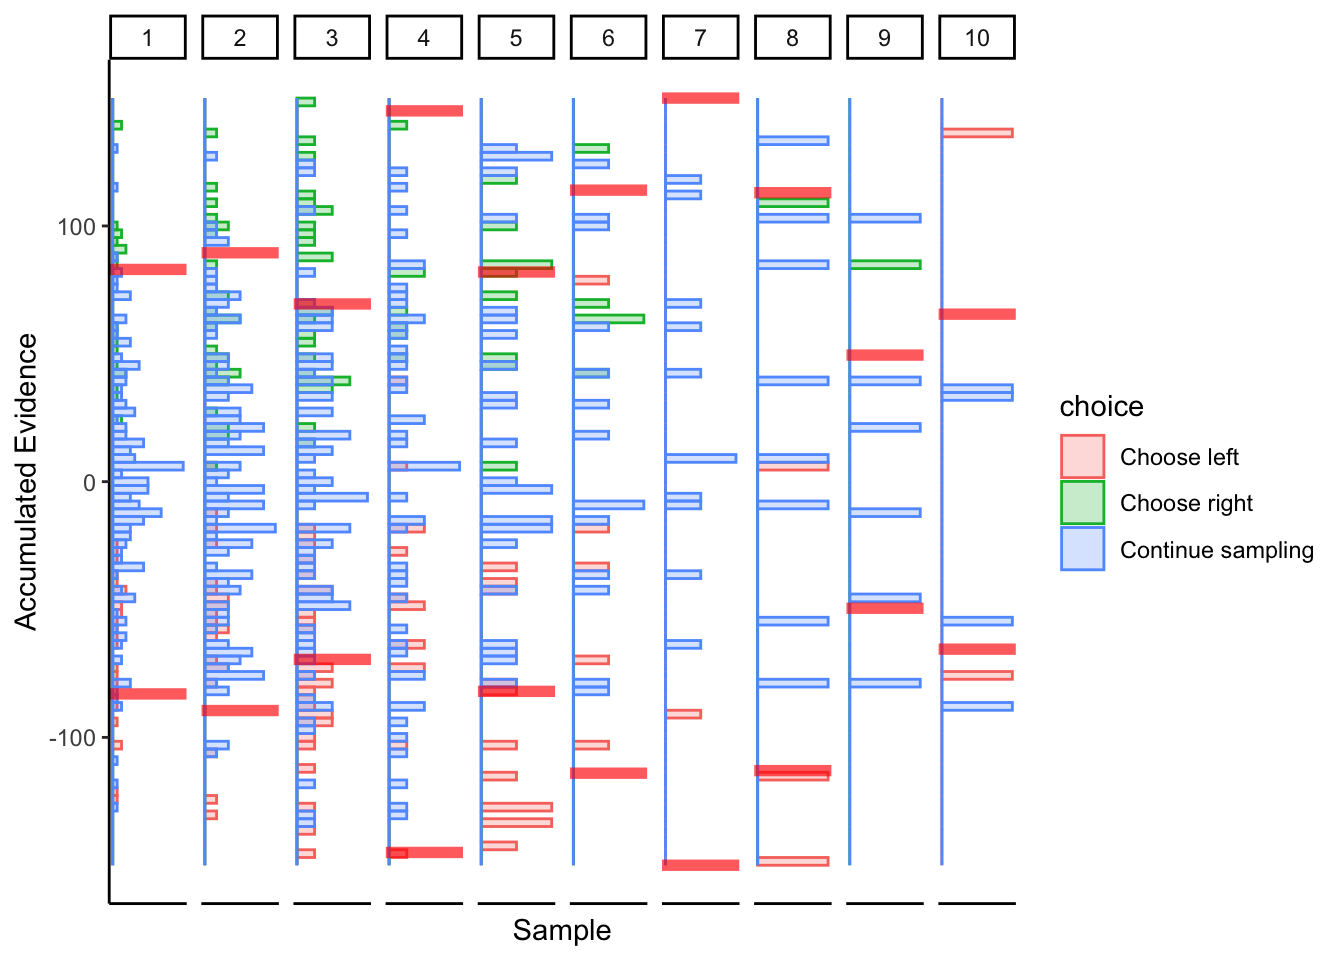 1 2 3 4 5 6 7 8 9 10
100
0
-100
Accumulated Evidence
Sample
choice
Choose left
Choose right
Continue sampling